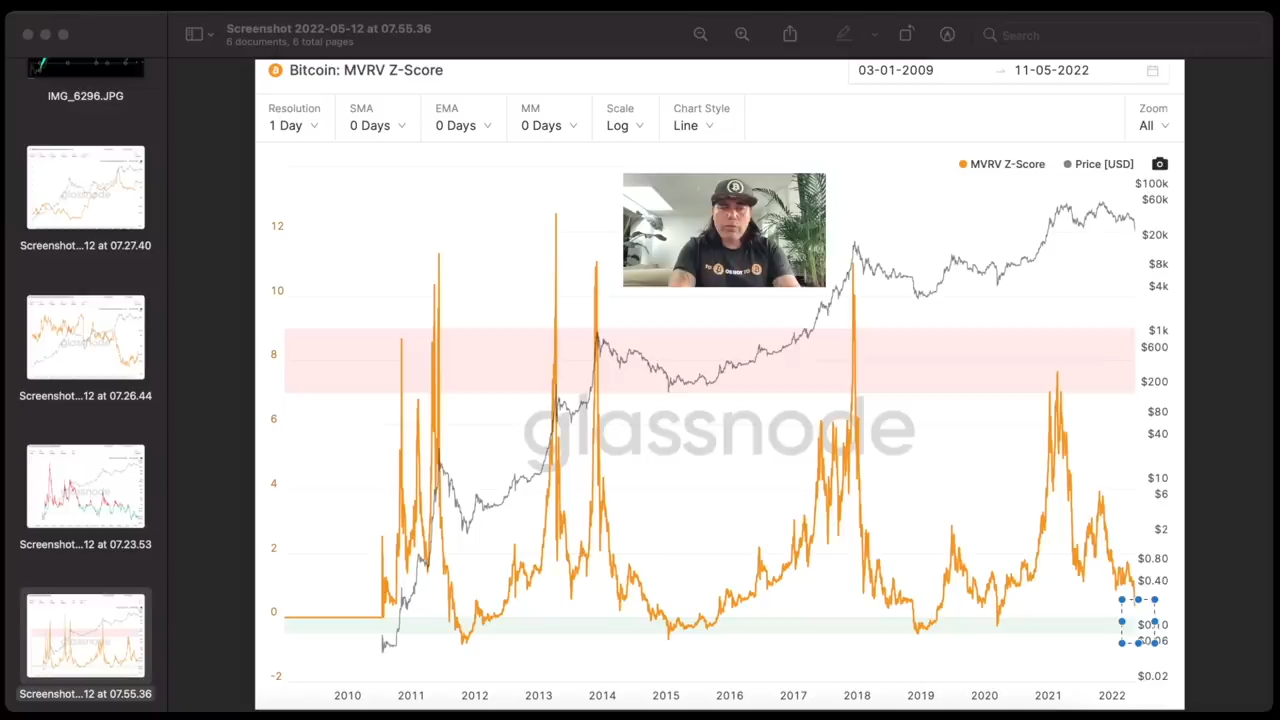 Screenshot 2022-05-12 at 07.55.36
6 documents, 6 total pages
Search
IMG_6296.JPG
Screenshot...12 at 07.27.40
Screenshot...12 at 07.26.44
Screenshot...12 at 07.23.53
Screenshot...12 at 07.55.36
Bitcoin: MVRV Z-Score
03-01-2009 → 11-05-2022
Resolution SMA EMA MM Scale Chart Style Zoom
1 Day 0 Days 0 Days 0 Days Log Line All
MVRV Z-Score Price [USD]
12
10
8
6
4
2
0
-2
glassnode
$100k
$60k
$20k
$8k
$4k
$1k
$600
$200
$80
$40
$10
$6
$2
$0.80
$0.40
$0.02
2010 2011 2012 2013 2014 2015 2016 2017 2018 2019 2020 2021 2022